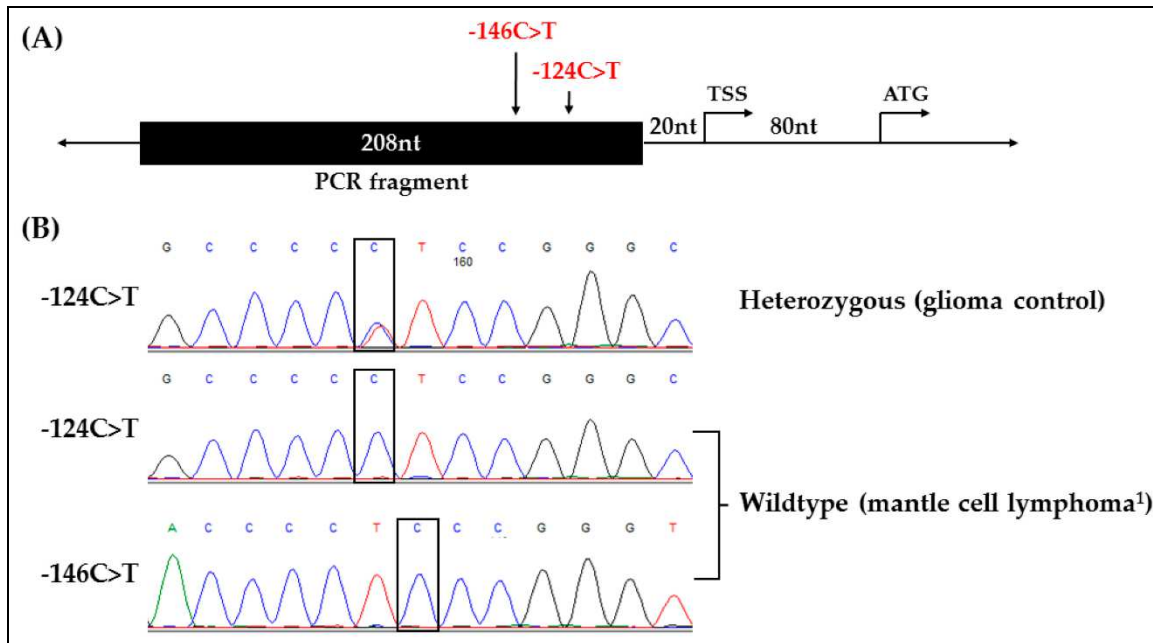 (A)
-146C>T
-124C>T
TSS
ATG
20nt
80nt
208nt
PCR fragment
(B)
G C C C C C T C C G G G C
160
-124C>T
Heterozygous (glioma control)
G C C C C C T C C G G G C
-124C>T
Wildtype (mantle cell lymphoma¹)
A C C C C T C C C G G G T
-146C>T